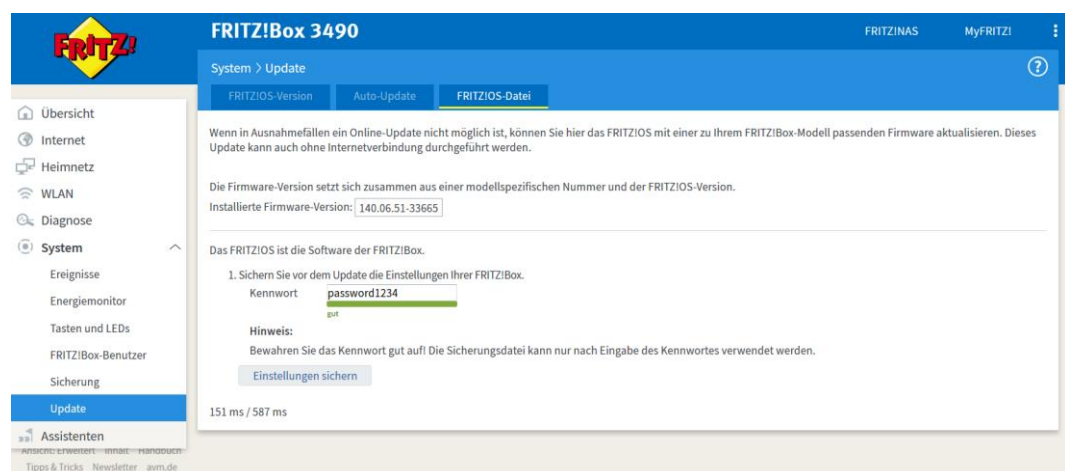 FRITZ!
FRITZ!Box 3490
FRITZ!NAS MyFRITZ!
System > Update
FRITZ!OS-Version Auto-Update FRITZ!OS-Datei
Übersicht
Internet
Heimnetz
WLAN
Diagnose
System
Ereignisse
Energiemonitor
Tasten und LEDs
FRITZ!Box-Benutzer
Sicherung
Update
Assistenten
Ansicht: Erweitert Inhalt Handbuch
Tipps & Tricks Newsletter avm.de
Wenn in Ausnahmefällen ein Online-Update nicht möglich ist, können Sie hier das FRITZ!OS mit einer zu Ihrem FRITZ!Box-Modell passenden Firmware aktualisieren. Dieses
Update kann auch ohne Internetverbindung durchgeführt werden.
Die Firmware-Version setzt sich zusammen aus einer modellspezifischen Nummer und der FRITZ!OS-Version.
Installierte Firmware-Version: 140.06.51-33665
Das FRITZ!OS ist die Software der FRITZ!Box.
1. Sichern Sie vor dem Update die Einstellungen Ihrer FRITZ!Box.
Kennwort password1234
gut
Hinweis:
Bewahren Sie das Kennwort gut auf! Die Sicherungsdatei kann nur nach Eingabe des Kennwortes verwendet werden.
Einstellungen sichern
151 ms / 587 ms